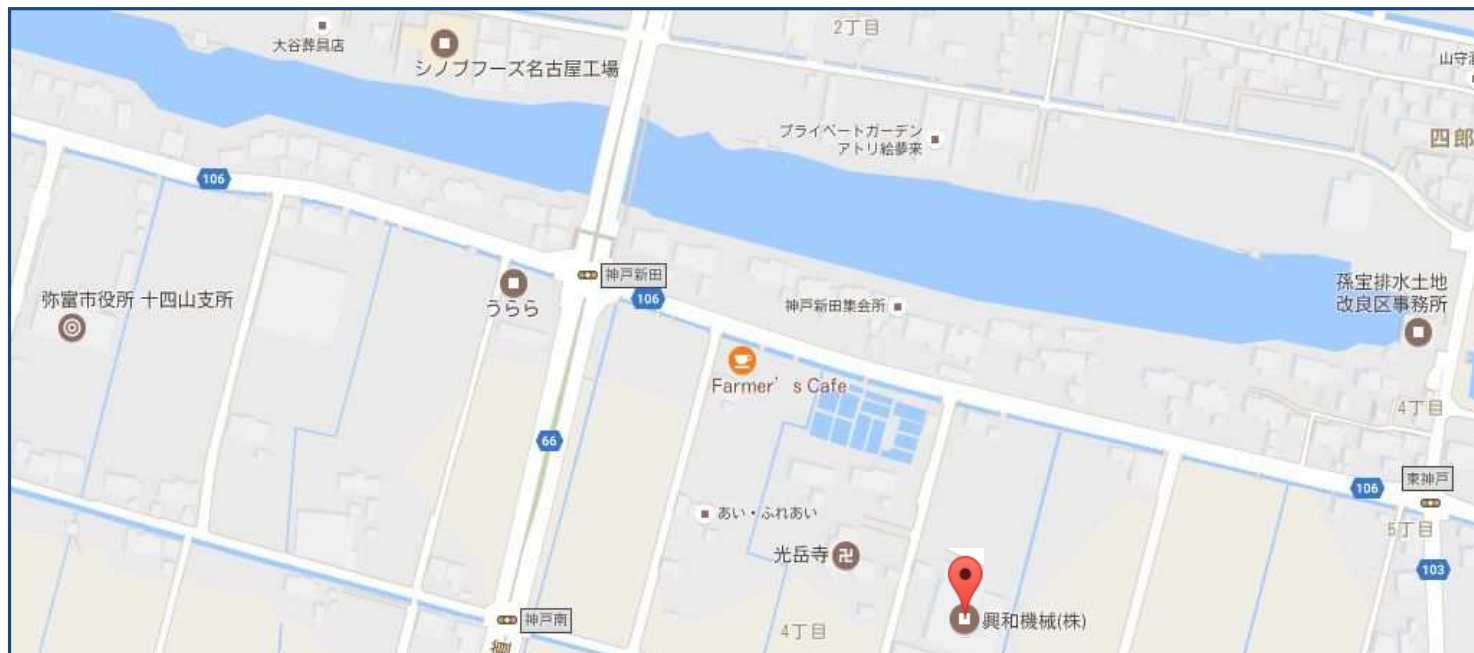 2丁目
大谷葬具店
シノブフーズ名古屋工場
山守
プライベートガーデン
アトリ絵夢来
四郎
106
神戸新田
弥富市役所 十四山支所
うらら
106
神戸新田集会所
孫宝排水土地
改良区事務所
Farmer's Cafe
4丁目
66
東神戸
106
あい・ふれあい
5丁目
光岳寺
103
神戸南
4丁目
興和機械(株)